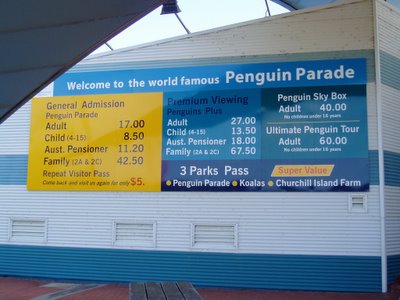 Welcome to the world famous Penguin Parade
General Admission
Penguin Parade
Adult 17.00
Child (4-15) 8.50
Aust. Pensioner 11.20
Family (2A & 2C) 42.50
Repeat Visitor Pass
Come back and visit us again for only $5.
Premium Viewing
Penguins Plus
Adult 27.00
Child (4-15) 13.50
Aust. Pensioner 18.00
Family (2A & 2C) 67.50
Penguin Sky Box
Adult 40.00
No children under 16 years
Ultimate Penguin Tour
Adult 60.00
No children under 16 years
3 Parks Pass Super Value
• Penguin Parade • Koalas • Churchill Island Farm